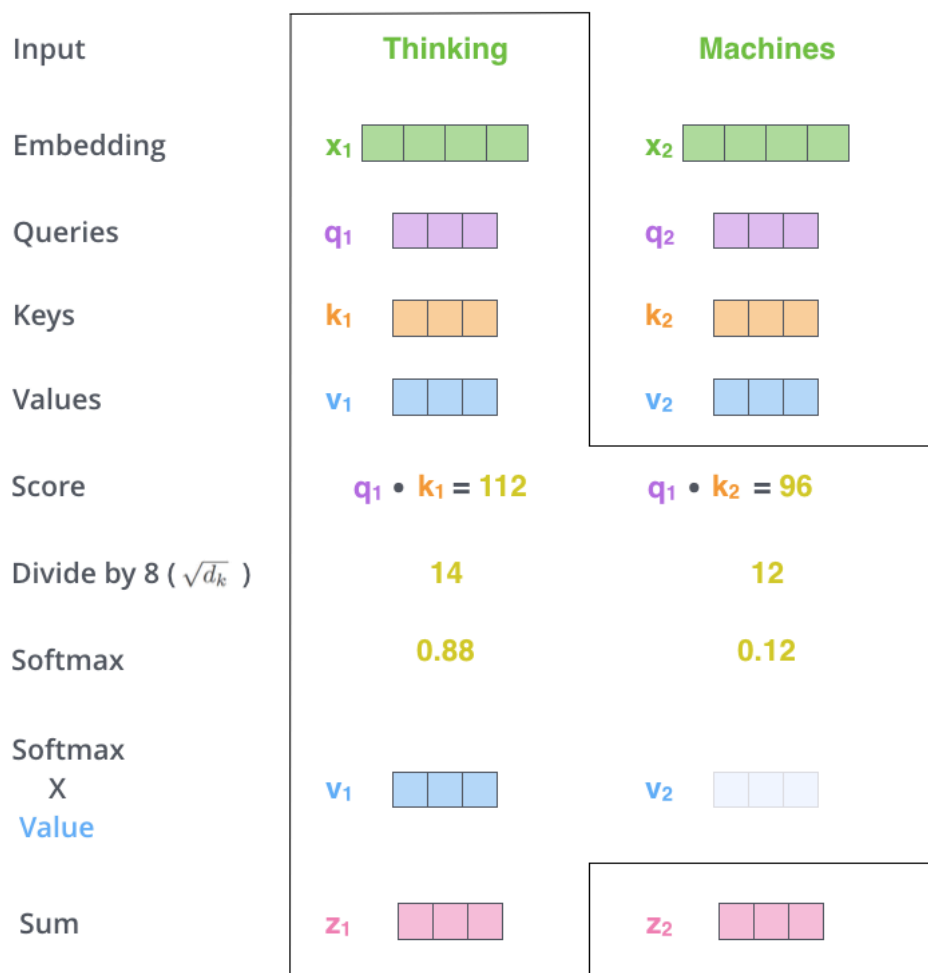 Input Thinking Machines
Embedding x₁ x₂
Queries q₁ q₂
Keys k₁ k₂
Values v₁ v₂
Score q₁ • k₁ = 112 q₁ • k₂ = 96
Divide by 8 ( √dₖ ) 14 12
Softmax 0.88 0.12
Softmax
X
Value v₁ v₂
Sum z₁ z₂